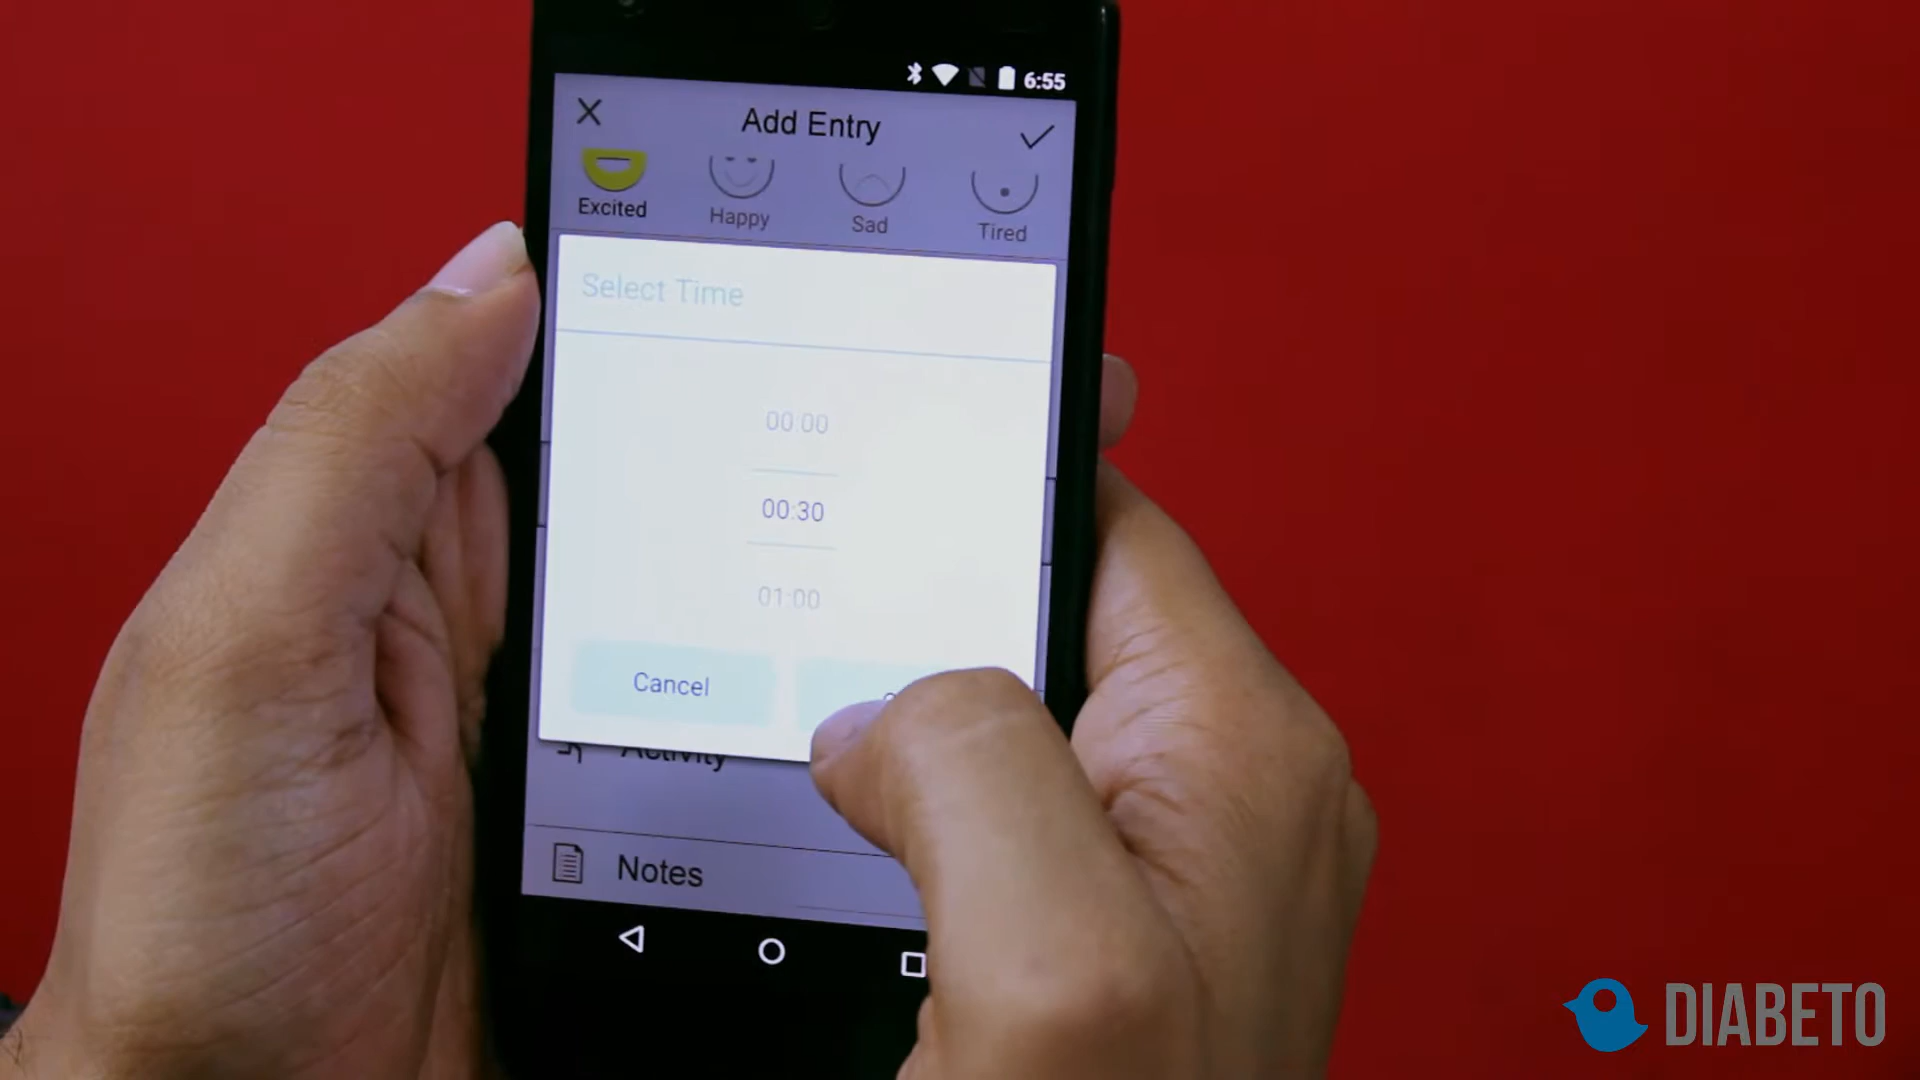 6:55
Add Entry
Excited Happy Sad Tired
Select Time
00:00
00:30
01:00
Cancel
Activity
Notes
DIABETO